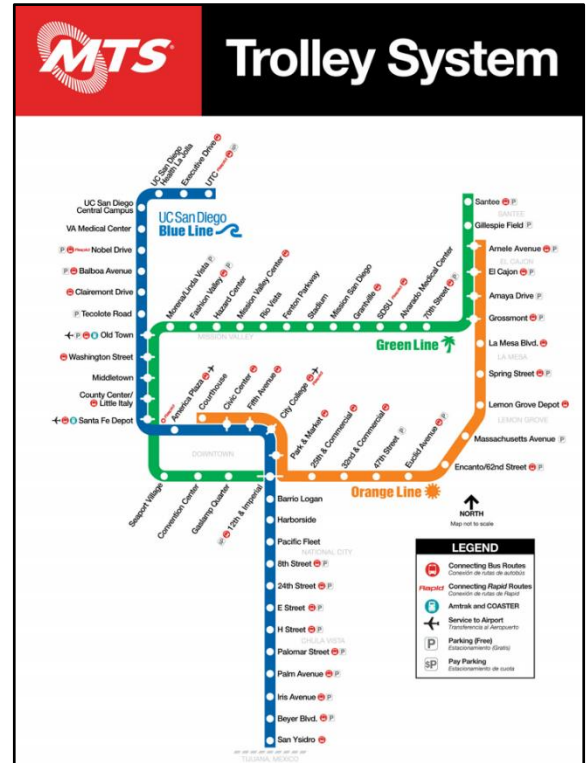 MTS®
Trolley System
UC San Diego
Health La Jolla
Executive Drive
UTC Rapid P
UC San Diego
Central Campus
VA Medical Center
P Rapid Nobel Drive
P Balboa Avenue
Clairemont Drive
P Tecolote Road
P Old Town
Washington Street
Middletown
County Center/
Little Italy
Santa Fe Depot
UC San Diego
Blue Line
Morena/Linda Vista P
Fashion Valley P
Hazard Center
Mission Valley Center
Rio Vista
Fenton Parkway
Stadium
Mission San Diego
Grantville P
SDSU Rapid
Alvarado Medical Center
70th Street P
MISSION VALLEY
Green Line
Santee P
SANTEE
Gillespie Field P
Arnele Avenue P
EL CAJON
El Cajon P
Amaya Drive P
Grossmont P
La Mesa Blvd.
LA MESA
Spring Street P
Lemon Grove Depot
LEMON GROVE
Massachusetts Avenue P
Encanto/62nd Street P
Rapid
America Plaza
Courthouse
Civic Center
Fifth Avenue
City College Rapid
Park & Market
25th & Commercial
32nd & Commercial
47th Street P
Euclid Avenue P
Orange Line
DOWNTOWN
Seaport Village
Convention Center
Gaslamp Quarter
12th & Imperial
Barrio Logan
Harborside
Pacific Fleet
NATIONAL CITY
8th Street P
24th Street P
E Street P
H Street P
CHULA VISTA
Palomar Street P
Palm Avenue P
Iris Avenue P
Beyer Blvd. P
San Ysidro
TIJUANA, MEXICO
NORTH
Map not to scale
LEGEND
Connecting Bus Routes
Conexión de rutas de autobús
Rapid Connecting Rapid Routes
Conexión de rutas de Rapid
Amtrak and COASTER
Service to Airport
Transferencia al Aeropuerto
P Parking (Free)
Estacionamiento (Gratis)
$P Pay Parking
Estacionamiento de cuota